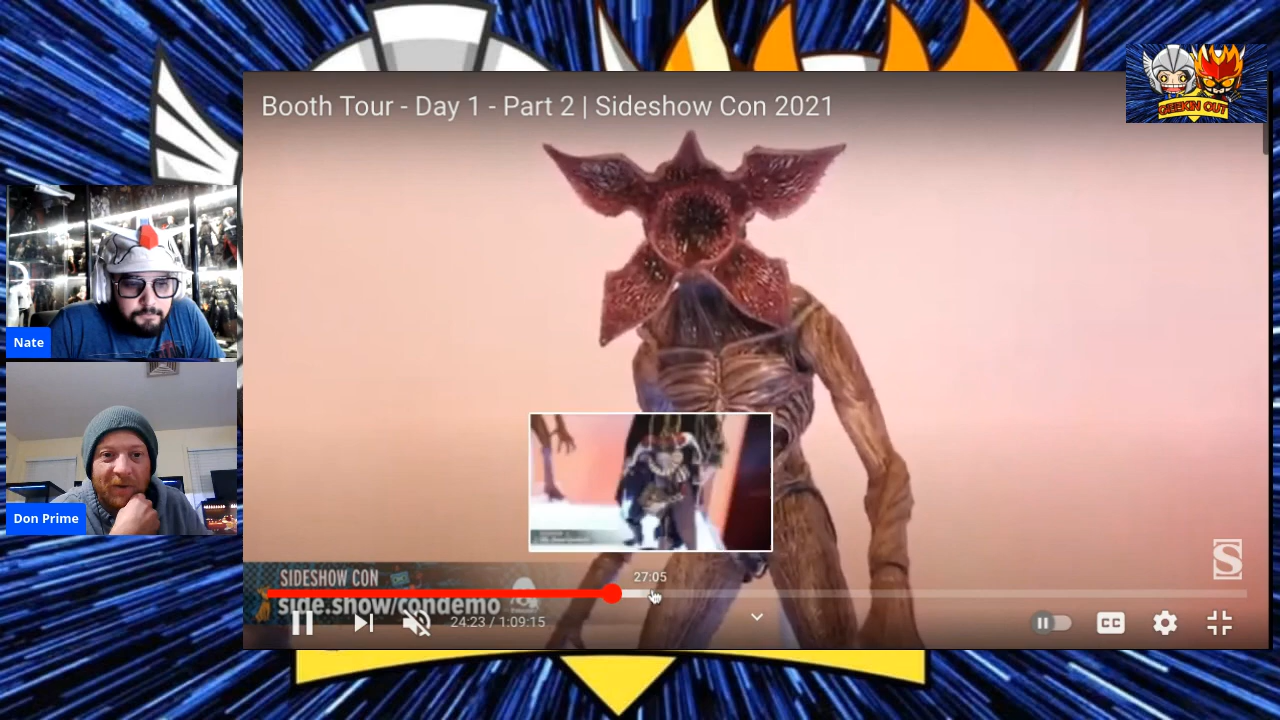 Booth Tour - Day 1 - Part 2 | Sideshow Con 2021
GEEKIN OUT
Nate
Don Prime
27:05
SIDESHOW CON
side.show/condemo
24:23 / 1:09:15
CC
S